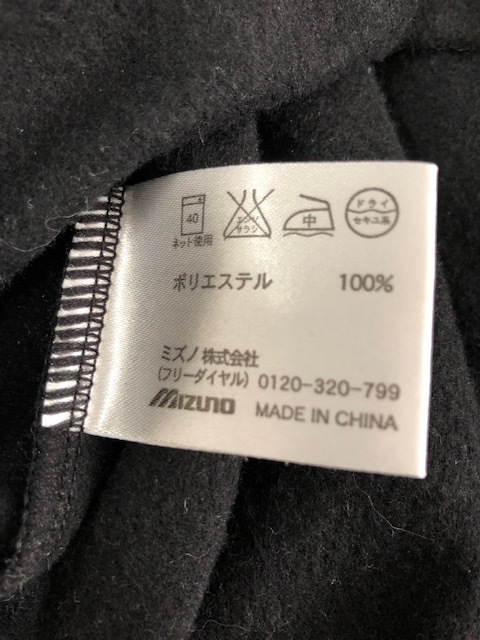 40
ネット使用
エンソ
サラシ
中
ドライ
セキユ系
ポリエステル 100%
ミズノ株式会社
(フリーダイヤル) 0120-320-799
MIZUNO MADE IN CHINA